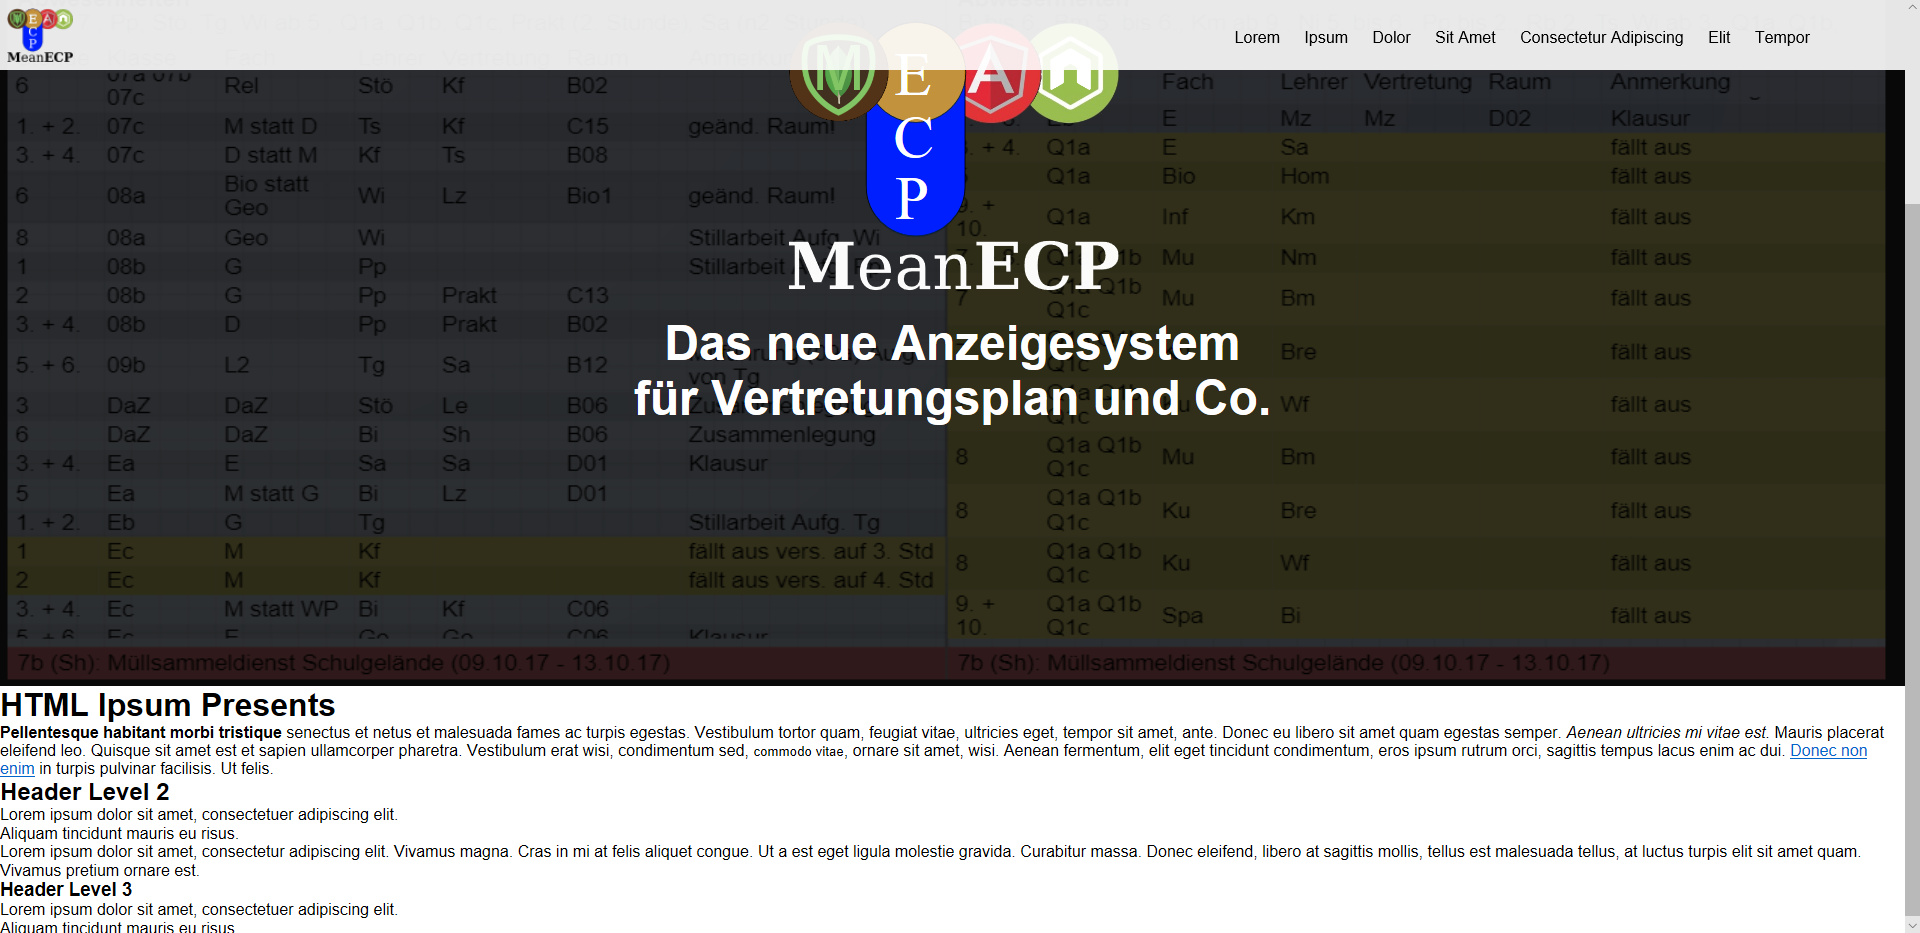 MECAN
CP
MeanECP
Lorem Ipsum Dolor Sit Amet Consectetur Adipiscing Elit Tempor
M E A
C
P
MeanECP
Das neue Anzeigesystem
für Vertretungsplan und Co.
6 07a 07b 07c Rel Stö Kf B02
1. + 2. 07c M statt D Ts Kf C15 geänd. Raum!
3. + 4. 07c D statt M Kf Ts B08
6 08a Bio statt Geo Wi Lz Bio1 geänd. Raum!
8 08a Geo Wi Stillarbeit Aufg. Wi
1 08b G Pp Stillarbeit
2 08b G Pp Prakt C13
3. + 4. 08b D Pp Prakt B02
5. + 6. 09b L2 Tg Sa B12 von Tg
3 DaZ DaZ Stö Le B06
6 DaZ DaZ Bi Sh B06 Zusammenlegung
3. + 4. Ea E Sa Sa D01 Klausur
5 Ea M statt G Bi Lz D01
1. + 2. Eb G Tg Stillarbeit Aufg. Tg
1 Ec M Kf fällt aus vers. auf 3. Std
2 Ec M Kf fällt aus vers. auf 4. Std
3. + 4. Ec M statt WP Bi Kf C06
5. + 6. Ec E Go Go C06 Klausur
7b (Sh): Müllsammeldienst Schulgelände (09.10.17 - 13.10.17)
Fach Lehrer Vertretung Raum Anmerkung
E Mz Mz D02 Klausur
3. + 4. Q1a E Sa fällt aus
Q1a Bio Hom fällt aus
9. + 10. Q1a Inf Km fällt aus
Q1b Mu Nm fällt aus
7 Q1a Q1b Q1c Mu Bm fällt aus
Bre fällt aus
Q1a Q1b Q1c Ku Wf fällt aus
8 Q1a Q1b Q1c Mu Bm fällt aus
8 Q1a Q1b Q1c Ku Bre fällt aus
8 Q1a Q1b Q1c Ku Wf fällt aus
9. + 10. Q1a Q1b Q1c Spa Bi fällt aus
7b (Sh): Müllsammeldienst Schulgelände (09.10.17 - 13.10.17)
HTML Ipsum Presents
Pellentesque habitant morbi tristique senectus et netus et malesuada fames ac turpis egestas. Vestibulum tortor quam, feugiat vitae, ultricies eget, tempor sit amet, ante. Donec eu libero sit amet quam egestas semper. Aenean ultricies mi vitae est. Mauris placerat
eleifend leo. Quisque sit amet est et sapien ullamcorper pharetra. Vestibulum erat wisi, condimentum sed, commodo vitae, ornare sit amet, wisi. Aenean fermentum, elit eget tincidunt condimentum, eros ipsum rutrum orci, sagittis tempus lacus enim ac dui. Donec non
enim in turpis pulvinar facilisis. Ut felis.
Header Level 2
Lorem ipsum dolor sit amet, consectetuer adipiscing elit.
Aliquam tincidunt mauris eu risus.
Lorem ipsum dolor sit amet, consectetur adipiscing elit. Vivamus magna. Cras in mi at felis aliquet congue. Ut a est eget ligula molestie gravida. Curabitur massa. Donec eleifend, libero at sagittis mollis, tellus est malesuada tellus, at luctus turpis elit sit amet quam.
Vivamus pretium ornare est.
Header Level 3
Lorem ipsum dolor sit amet, consectetuer adipiscing elit.
Aliquam tincidunt mauris eu risus